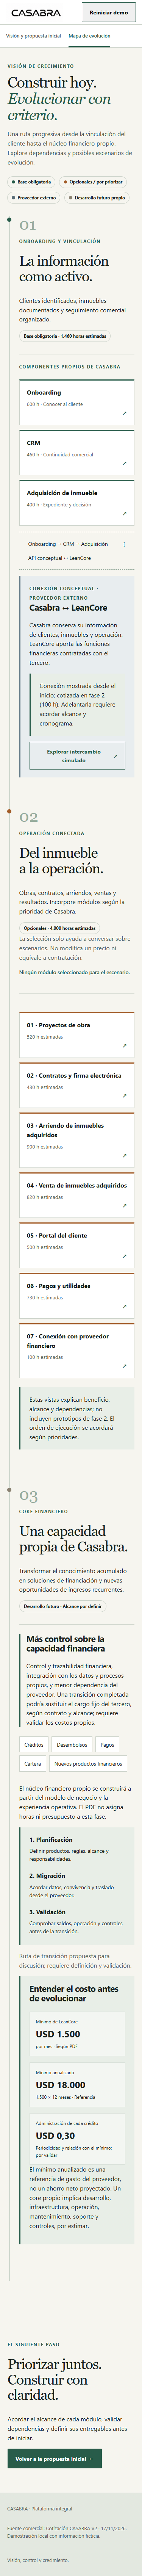 CASABRA
Reiniciar demo
Visión y propuesta inicial
Mapa de evolución
VISIÓN DE CRECIMIENTO
Construir hoy.
Evolucionar con
criterio.
Una ruta progresiva desde la vinculación del
cliente hasta el núcleo financiero propio.
Explore dependencias y posibles escenarios de
evolución.
Base obligatoria
Opcionales / por priorizar
Proveedor externo
Desarrollo futuro propio
01
ONBOARDING Y VINCULACIÓN
La información
como activo.
Clientes identificados, inmuebles
documentados y seguimiento comercial
organizado.
Base obligatoria · 1.460 horas estimadas
COMPONENTES PROPIOS DE CASABRA
Onboarding
600 h · Conocer al cliente
↗
CRM
460 h · Continuidad comercial
↗
Adquisición de inmueble
400 h · Expediente y decisión
↗
Onboarding → CRM → Adquisición
API conceptual ↔ LeanCore
CONEXIÓN CONCEPTUAL ·
PROVEEDOR EXTERNO
Casabra ↔ LeanCore
Casabra conserva su información
de clientes, inmuebles y operación.
LeanCore aporta las funciones
financieras contratadas con el
tercero.
Conexión mostrada desde el
inicio; cotizada en fase 2
(100 h). Adelantarla requiere
acordar alcance y
cronograma.
Explorar intercambio
simulado
↗
02
OPERACIÓN CONECTADA
Del inmueble
a la operación.
Obras, contratos, arriendos, ventas y
resultados. Incorpore módulos según la
prioridad de Casabra.
Opcionales · 4.000 horas estimadas
La selección solo ayuda a conversar sobre
escenarios. No modifica un precio ni
equivale a contratación.
Ningún módulo seleccionado para el escenario.
01 · Proyectos de obra
520 h estimadas
↗
02 · Contratos y firma electrónica
430 h estimadas
↗
03 · Arriendo de inmuebles
adquiridos
900 h estimadas
↗
04 · Venta de inmuebles adquiridos
820 h estimadas
↗
05 · Portal del cliente
500 h estimadas
↗
06 · Pagos y utilidades
730 h estimadas
↗
07 · Conexión con proveedor
financiero
100 h estimadas
↗
Estas vistas explican beneficio,
alcance y dependencias; no
incluyen prototipos de fase 2. El
orden de ejecución se acordará
según prioridades.
03
CORE FINANCIERO
Una capacidad
propia de Casabra.
Transformar el conocimiento acumulado
en soluciones de financiación y nuevas
oportunidades de ingresos recurrentes.
Desarrollo futuro · Alcance por definir
Más control sobre la
capacidad financiera
Control y trazabilidad financiera,
integración con los datos y procesos
propios, y menor dependencia del
proveedor. Una transición completada
podría sustituir el cargo fijo del tercero,
según contrato y alcance; requiere
validar los costos propios.
Créditos
Desembolsos
Pagos
Cartera
Nuevos productos financieros
El núcleo financiero propio se construirá a
partir del modelo de negocio y la
experiencia operativa. El PDF no asigna
horas ni presupuesto a esta fase.
1. Planificación
Definir productos, reglas, alcance y
responsabilidades.
2. Migración
Acordar datos, convivencia y traslado
desde el proveedor.
3. Validación
Comprobar saldos, operación y controles
antes de la transición.
Ruta de transición propuesta para
discusión; requiere definición y validación.
Entender el costo antes
de evolucionar
Mínimo de LeanCore
USD 1.500
por mes · Según PDF
Mínimo anualizado
USD 18.000
1.500 × 12 meses · Referencia
Administración de cada crédito
USD 0,30
Periodicidad y relación con el mínimo:
por validar
El mínimo anualizado es una
referencia de gasto del proveedor,
no un ahorro neto proyectado. Un
core propio implica desarrollo,
infraestructura, operación,
mantenimiento, soporte y
controles, por estimar.
EL SIGUIENTE PASO
Priorizar juntos.
Construir con
claridad.
Acordar el alcance de cada módulo, validar
dependencias y definir sus entregables antes
de iniciar.
Volver a la propuesta inicial ←
CASABRA · Plataforma integral
Fuente comercial: Cotización CASABRA V2 · 17/11/2026.
Demostración local con información ficticia.
Visión, control y crecimiento.